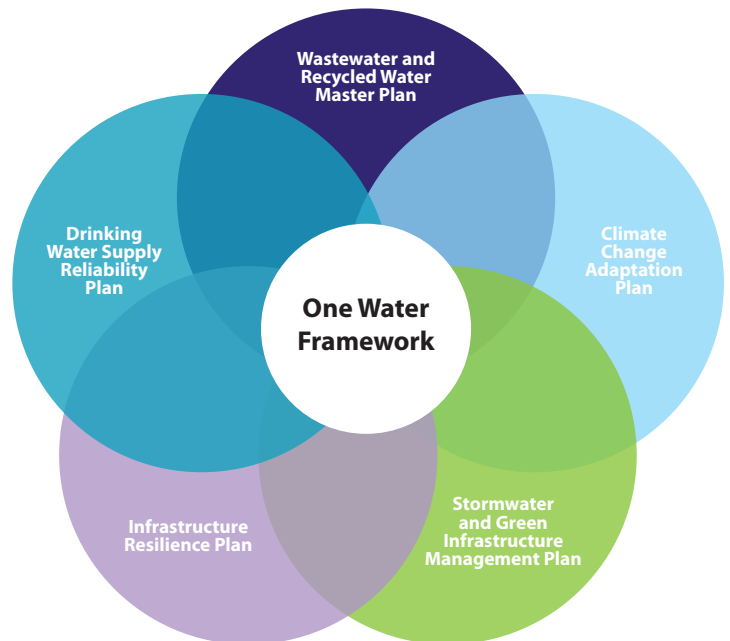 Wastewater and
Recycled Water
Master Plan
Drinking
Water Supply
Reliability
Plan
Climate
Change
Adaptation
Plan
One Water
Framework
Infrastructure
Resilience Plan
Stormwater
and Green
Infrastructure
Management Plan